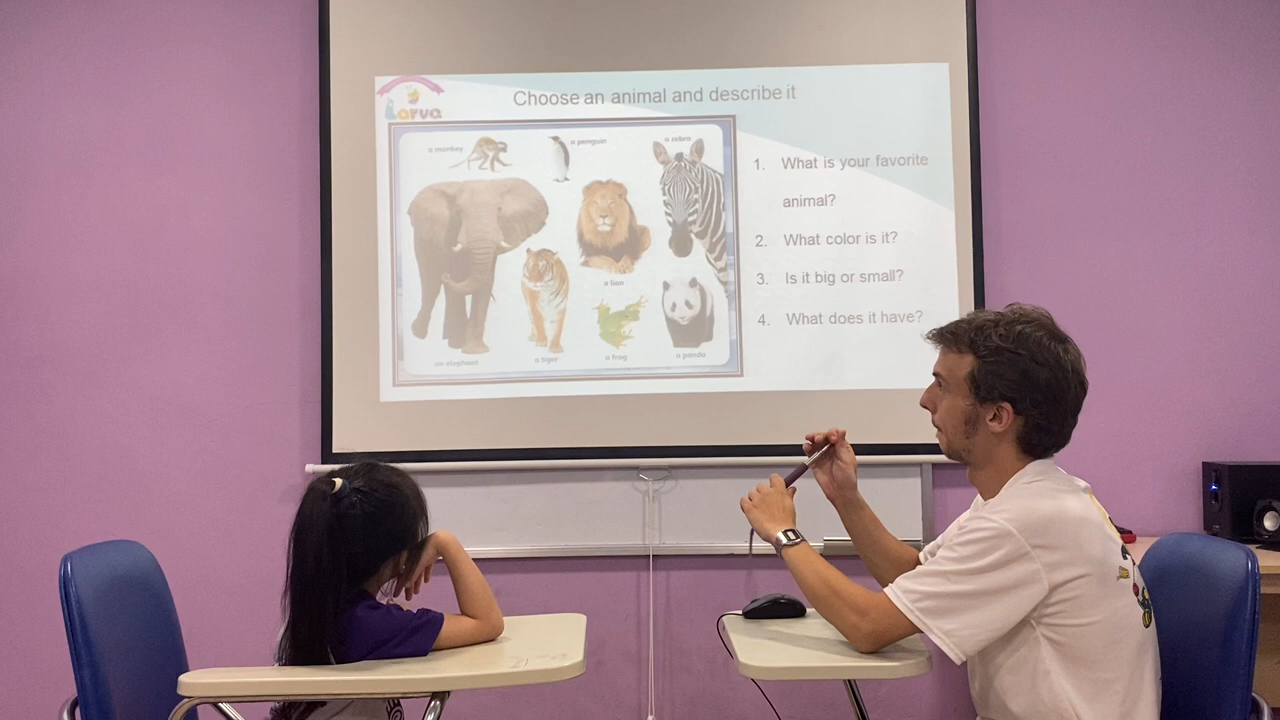 Larva
Choose an animal and describe it
a monkey
a penguin
a zebra
a lion
an elephant
a tiger
a frog
a panda
1. What is your favorite
animal?
2. What color is it?
3. Is it big or small?
4. What does it have?